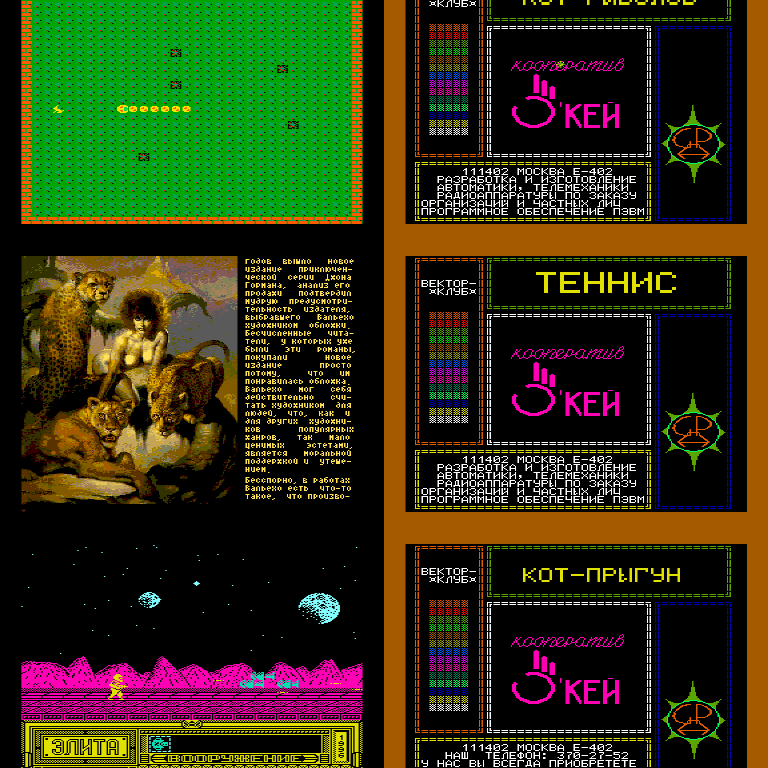 КОТ-РЫБОЛОВ
✳КЛУБ✳
кооператив
О'КЕЙ
111402 МОСКВА Е-402
РАЗРАБОТКА И ИЗГОТОВЛЕНИЕ
АВТОМАТИКИ, ТЕЛЕМЕХАНИКИ
РАДИОАППАРАТУРЫ ПО ЗАКАЗУ
ОРГАНИЗАЦИЙ И ЧАСТНЫХ ЛИЦ
ПРОГРАММНОЕ ОБЕСПЕЧЕНИЕ ПЭВМ
годов вышло новое
издание приключен-
ческой серии Джона
Гормана, анализ его
продажи подтвердил
мудрую предусмотри-
тельность издателя,
выбравшего Вальехо
художником обложки.
Бесчисленные чита-
тели, у которых уже
были эти романы,
покупали новое
издание просто
потому, что им
понравилась обложка.
Вальехо мог себя
действительно счи-
тать художником для
людей, что, как и
для других художни-
ков популярных
жанров, так мало
ценимых эстетами,
является моральной
поддержкой и утеше-
нием.
Бесспорно, в работах
Вальехо есть что-то
такое, что произво-
ВЕКТОР-
✳КЛУБ✳
ТЕННИС
кооператив
О'КЕЙ
111402 МОСКВА Е-402
РАЗРАБОТКА И ИЗГОТОВЛЕНИЕ
АВТОМАТИКИ, ТЕЛЕМЕХАНИКИ
РАДИОАППАРАТУРЫ ПО ЗАКАЗУ
ОРГАНИЗАЦИЙ И ЧАСТНЫХ ЛИЦ
ПРОГРАММНОЕ ОБЕСПЕЧЕНИЕ ПЭВМ
ЭЛИТА
ВООРУЖЕНИЕ
ВЕКТОР-
✳КЛУБ✳
КОТ-ПРЫГУН
кооператив
О'КЕЙ
111402 МОСКВА Е-402
НАШ ТЕЛЕФОН: 370-27-52
У НАС ВЫ ВСЕГДА ПРИОБРЕТЕТЕ